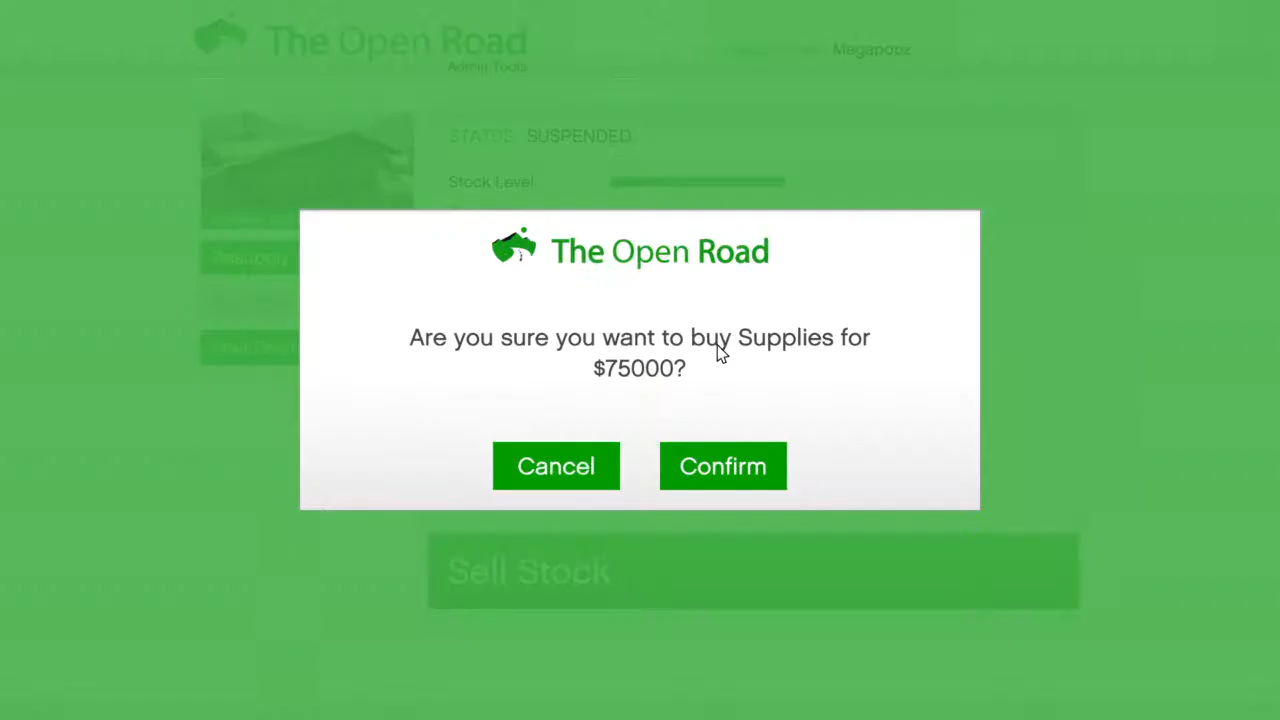 The Open Road
Admin Tools
STATUS: SUSPENDED
Stock Level
The Open Road
Are you sure you want to buy Supplies for
$75000?
Cancel
Confirm
Sell Stock